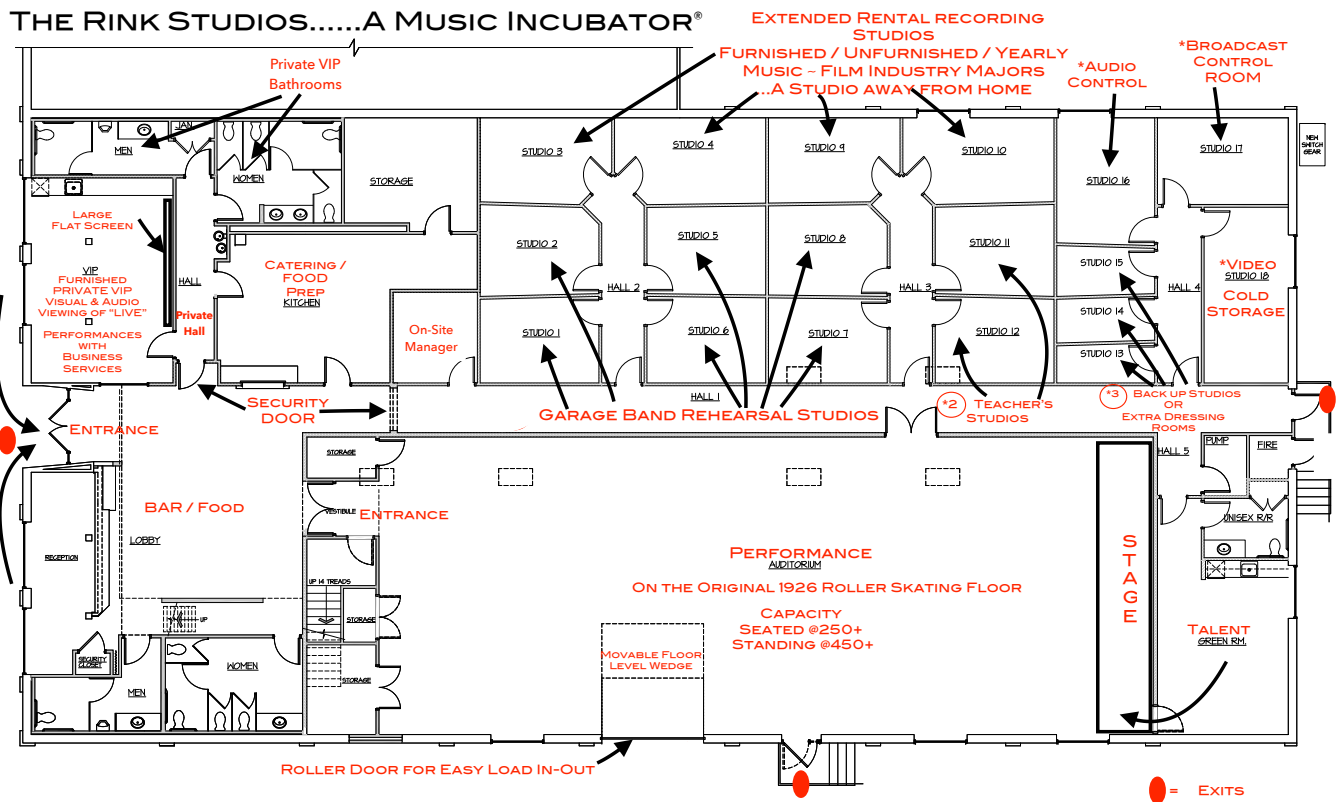 The Rink Studios......A Music Incubator®
Extended Rental recording
Studios
Furnished / Unfurnished / Yearly
Music ~ Film Industry Majors
...A Studio away from home
*Broadcast
Control
ROOM
*Audio
Control
Private VIP
Bathrooms
JAN
MEN
WOMEN
STORAGE
STUDIO 3
STUDIO 4
STUDIO 9
STUDIO 10
STUDIO 16
STUDIO 17
NEW
SWITCH
GEAR
Large
Flat Screen
VIP
Furnished
Private VIP
Visual & Audio
Viewing of "LIVE"
Performances
with
Business
Services
HALL
Private
Hall
Catering /
FOOD
Prep
KITCHEN
On-Site
Manager
STUDIO 2
STUDIO 5
STUDIO 8
STUDIO 11
STUDIO 15
HALL 2
HALL 3
HALL 4
*Video
STUDIO 18
Cold
Storage
STUDIO 1
STUDIO 6
STUDIO 7
STUDIO 12
STUDIO 14
STUDIO 13
Security
door
HALL 1
Garage Band Rehearsal Studios
*2 Teacher's
Studios
*3 Back up Studios
or
Extra Dressing
Rooms
Entrance
STORAGE
HALL 5
PUMP
FIRE
BAR / Food
VESTIBULE
Entrance
LOBBY
RECEPTION
UNISEX R/R
Performance
AUDITORIUM
On the Original 1926 Roller Skating Floor
Capacity
Seated @250+
Standing @450+
STAGE
UP 14 TREADS
UP
STORAGE
Movable Floor
Level Wedge
Talent
GREEN RM.
SECURITY
CLOSET
WOMEN
STORAGE
MEN
Roller Door for Easy Load In-Out
= Exits